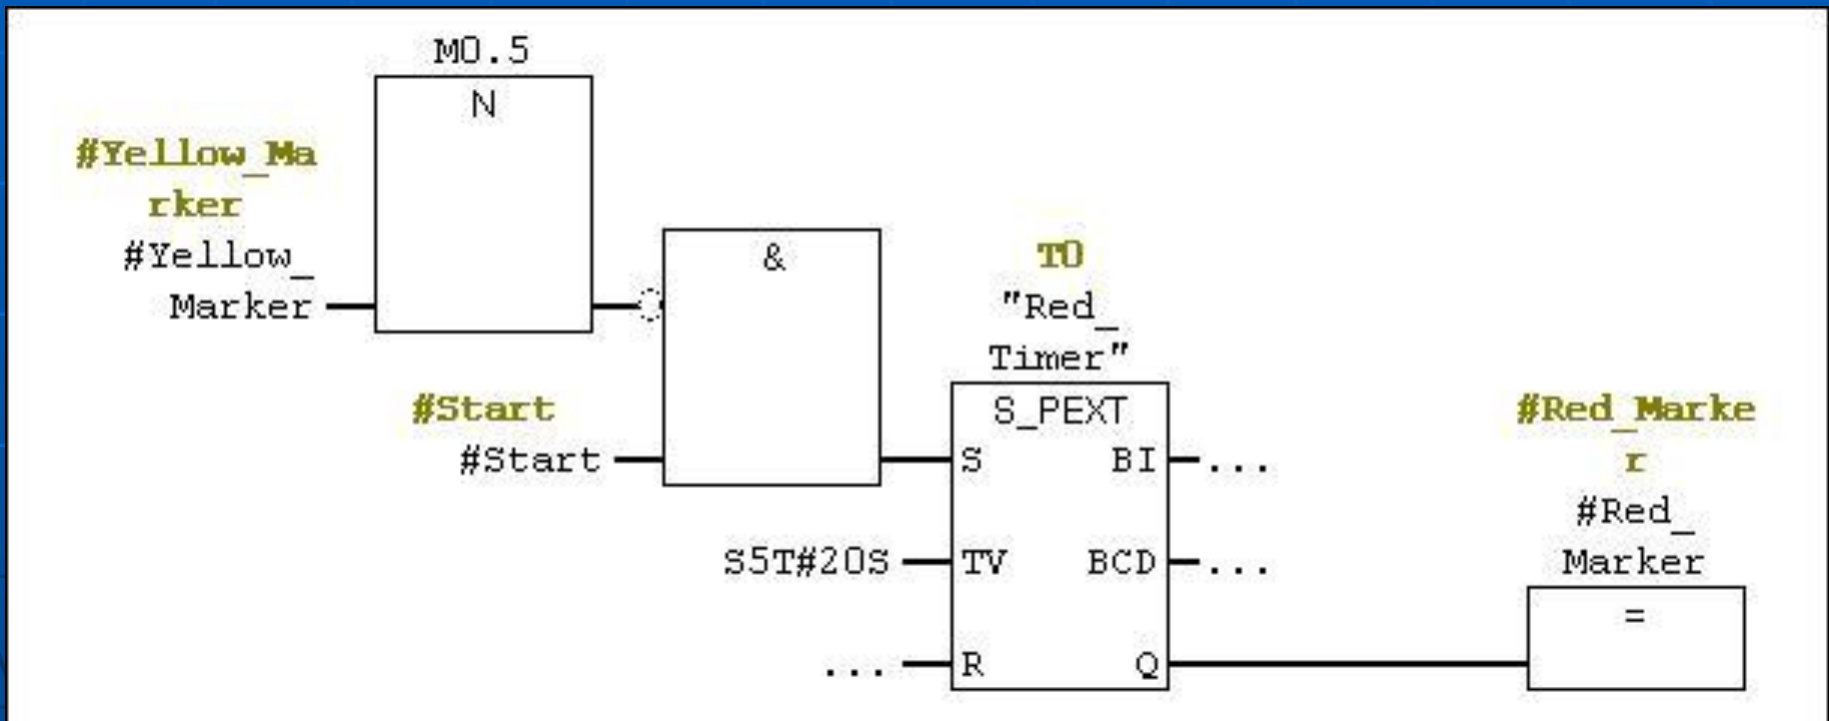 M0.5
N
#Yellow_Ma
rker
#Yellow_
Marker
&
#Start
#Start
T0
"Red_
Timer"
S_PEXT
S
BI
...
S5T#20S
TV
BCD
...
...
R
Q
#Red_Marke
r
#Red_
Marker
=